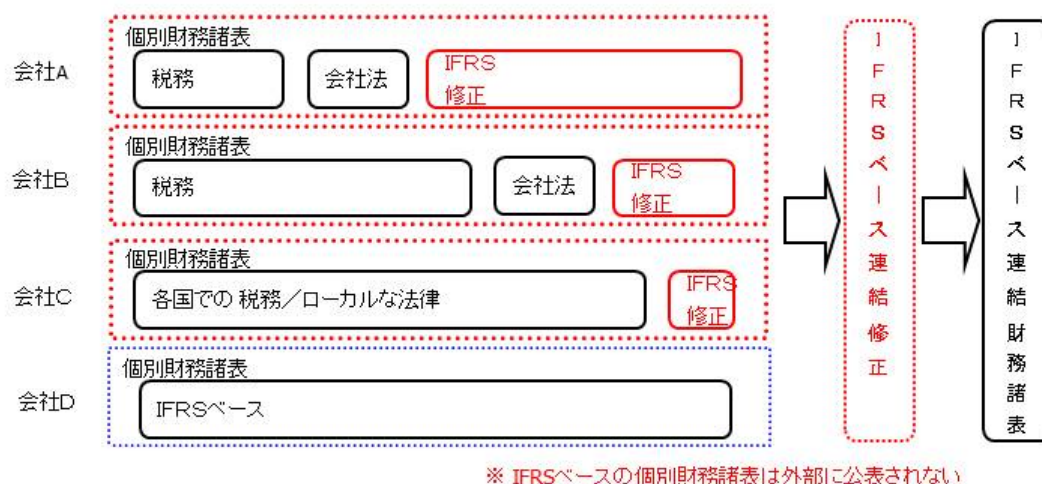 個別財務諸表
会社A
税務
会社法
IFRS
修正
個別財務諸表
会社B
税務
会社法
IFRS
修正
個別財務諸表
会社C
各国での 税務／ローカルな法律
IFRS
修正
個別財務諸表
会社D
IFRSベース
IFRSベース連結修正
IFRSベース連結財務諸表
※ IFRSベースの個別財務諸表は外部に公表されない